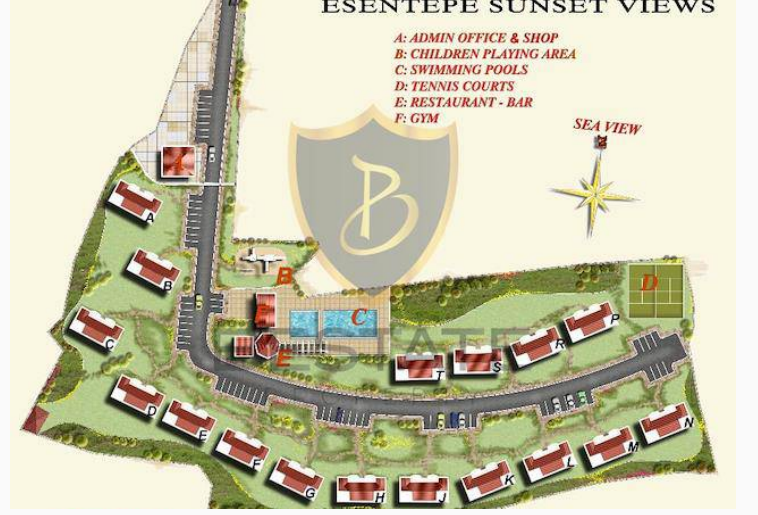 ESENTEPE SUNSET VIEWS
A: ADMIN OFFICE & SHOP
B: CHILDREN PLAYING AREA
C: SWIMMING POOLS
D: TENNIS COURTS
E: RESTAURANT - BAR
F: GYM
SEA VIEW
A
A
B
B
C
D
C
E
P
R
S
T
D
E
F
G
H
J
K
L
M
N
ESTATE